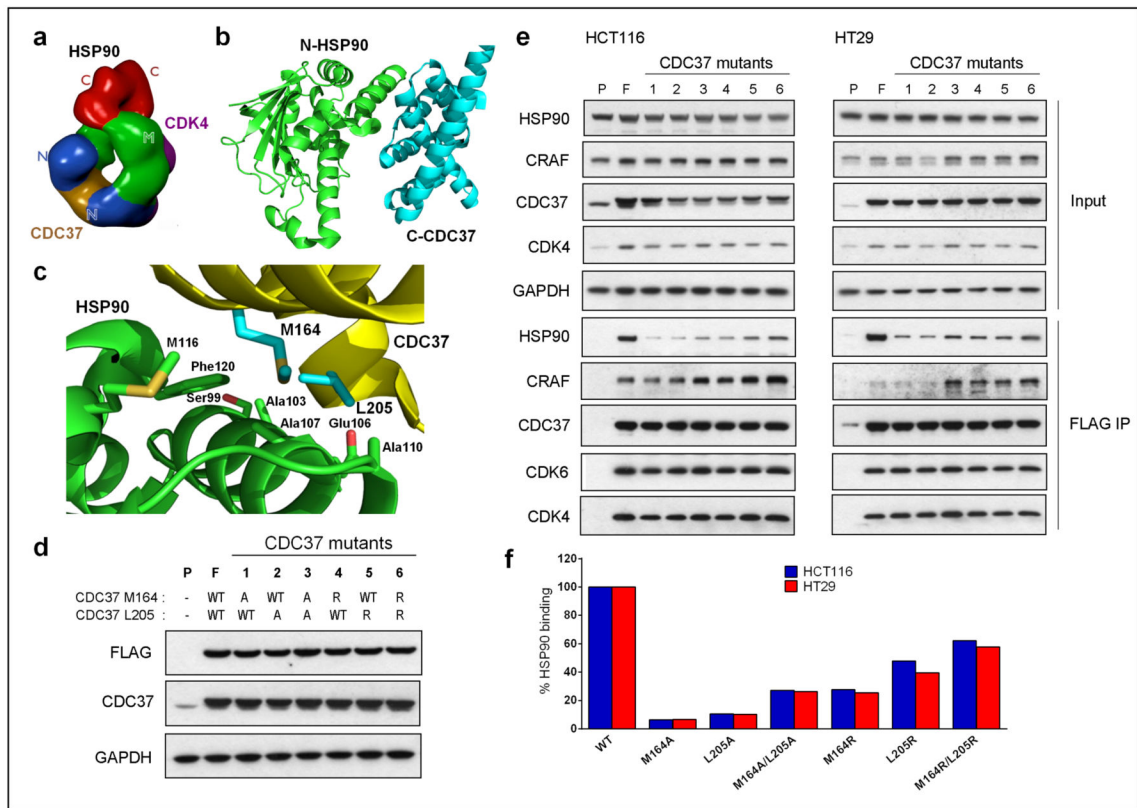 a
HSP90
C
C
M
CDK4
N
N
CDC37
b
N-HSP90
C-CDC37
c
HSP90
M116
Phe120
Ser99
M164
CDC37
Ala103
L205
Ala107
Glu106
Ala110
d
CDC37 mutants
P F 1 2 3 4 5 6
CDC37 M164 : - WT A WT A R WT R
CDC37 L205 : - WT WT A A WT R R
FLAG
CDC37
GAPDH
e
HCT116
HT29
CDC37 mutants
CDC37 mutants
P F 1 2 3 4 5 6
P F 1 2 3 4 5 6
HSP90
CRAF
CDC37
CDK4
GAPDH
Input
HSP90
CRAF
CDC37
CDK6
CDK4
FLAG IP
f
% HSP90 binding
120
100
80
60
40
20
0
HCT116
HT29
WT
M164A
L205A
M164A/L205A
M164R
L205R
M164R/L205R